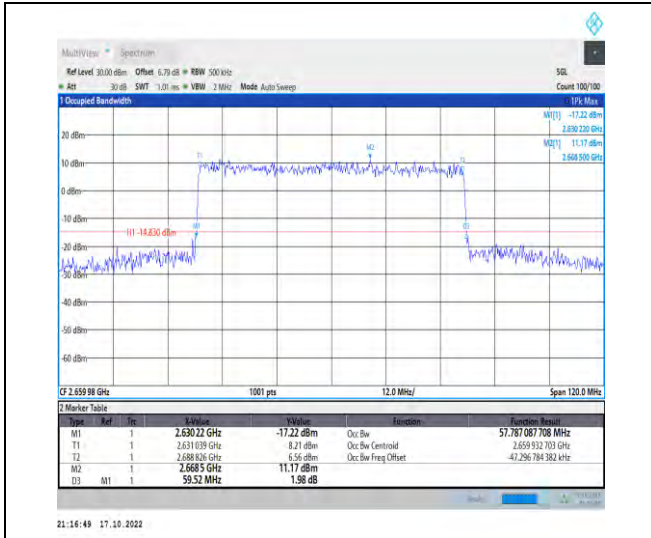 MultiView Spectrum
Ref Level 30.00 dBm Offset 6.79 dB RBW 500 kHz SGL
Att 30 dB SWT 1.01 ms VBW 2 MHz Mode Auto Sweep Count 100/100
1 Occupied Bandwidth 1Pk Max
M1[1] -17.22 dBm
2.630 220 GHz
M2[1] 11.17 dBm
2.668 500 GHz
20 dBm
M2
T1
10 dBm
0 dBm
-10 dBm
M1
D3
H1 -14.830 dBm
-20 dBm
-30 dBm
-40 dBm
-50 dBm
-60 dBm
CF 2.659 98 GHz 1001 pts 12.0 MHz/ Span 120.0 MHz
2 Marker Table
Type Ref Trc X-Value Y-Value Function Function Result
M1 1 2.630 22 GHz -17.22 dBm Occ Bw 57.787 087 708 MHz
T1 1 2.631 039 GHz 8.21 dBm Occ Bw Centroid 2.659 932 703 GHz
T2 1 2.688 826 GHz 6.56 dBm Occ Bw Freq Offset -47.296 784 382 kHz
M2 1 2.668 5 GHz 11.17 dBm
D3 M1 1 59.52 MHz 1.98 dB
21:16:49 17.10.2022